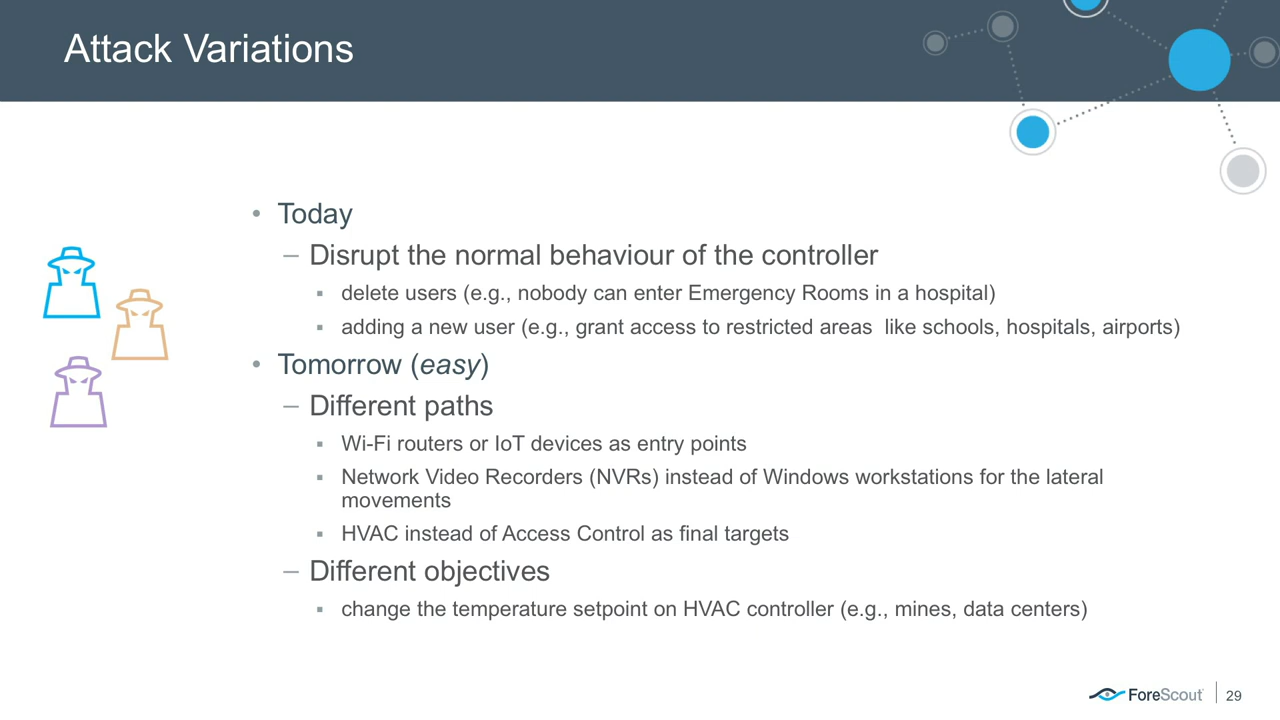 Attack Variations
• Today
– Disrupt the normal behaviour of the controller
▪ delete users (e.g., nobody can enter Emergency Rooms in a hospital)
▪ adding a new user (e.g., grant access to restricted areas  like schools, hospitals, airports)
• Tomorrow (easy)
– Different paths
▪ Wi-Fi routers or IoT devices as entry points
▪ Network Video Recorders (NVRs) instead of Windows workstations for the lateral
movements
▪ HVAC instead of Access Control as final targets
– Different objectives
▪ change the temperature setpoint on HVAC controller (e.g., mines, data centers)
ForeScout
29